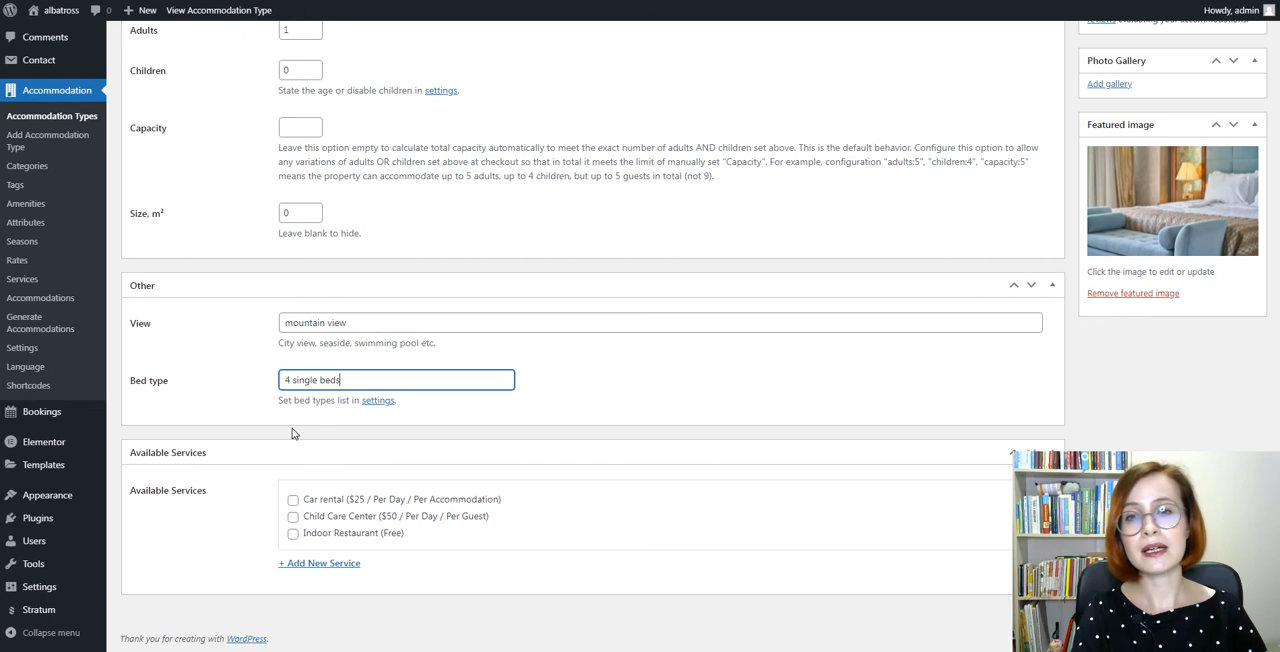 albatross
0
New
View Accommodation Type
Howdy, admin
Comments
Contact
Accommodation
Accommodation Types
Add Accommodation
Type
Categories
Tags
Amenities
Attributes
Seasons
Rates
Services
Accommodations
Generate
Accommodations
Settings
Language
Shortcodes
Bookings
Elementor
Templates
Appearance
Plugins
Users
Tools
Settings
Stratum
Collapse menu
Adults
1
Children
0
State the age or disable children in settings.
Capacity
Leave this option empty to calculate total capacity automatically to meet the exact number of adults AND children set above. This is the default behavior. Configure this option to allow
any variations of adults OR children set above at checkout so that in total it meets the limit of manually set "Capacity". For example, configuration "adults:5", "children:4", "capacity:5"
means the property can accommodate up to 5 adults, up to 4 children, but up to 5 guests in total (not 9).
Size, m²
0
Leave blank to hide.
Other
View
mountain view
City view, seaside, swimming pool etc.
Bed type
4 single beds
Set bed types list in settings.
Available Services
Available Services
Car rental ($25 / Per Day / Per Accommodation)
Child Care Center ($50 / Per Day / Per Guest)
Indoor Restaurant (Free)
+ Add New Service
Thank you for creating with WordPress.
Photo Gallery
Add gallery
Featured image
Click the image to edit or update
Remove featured image